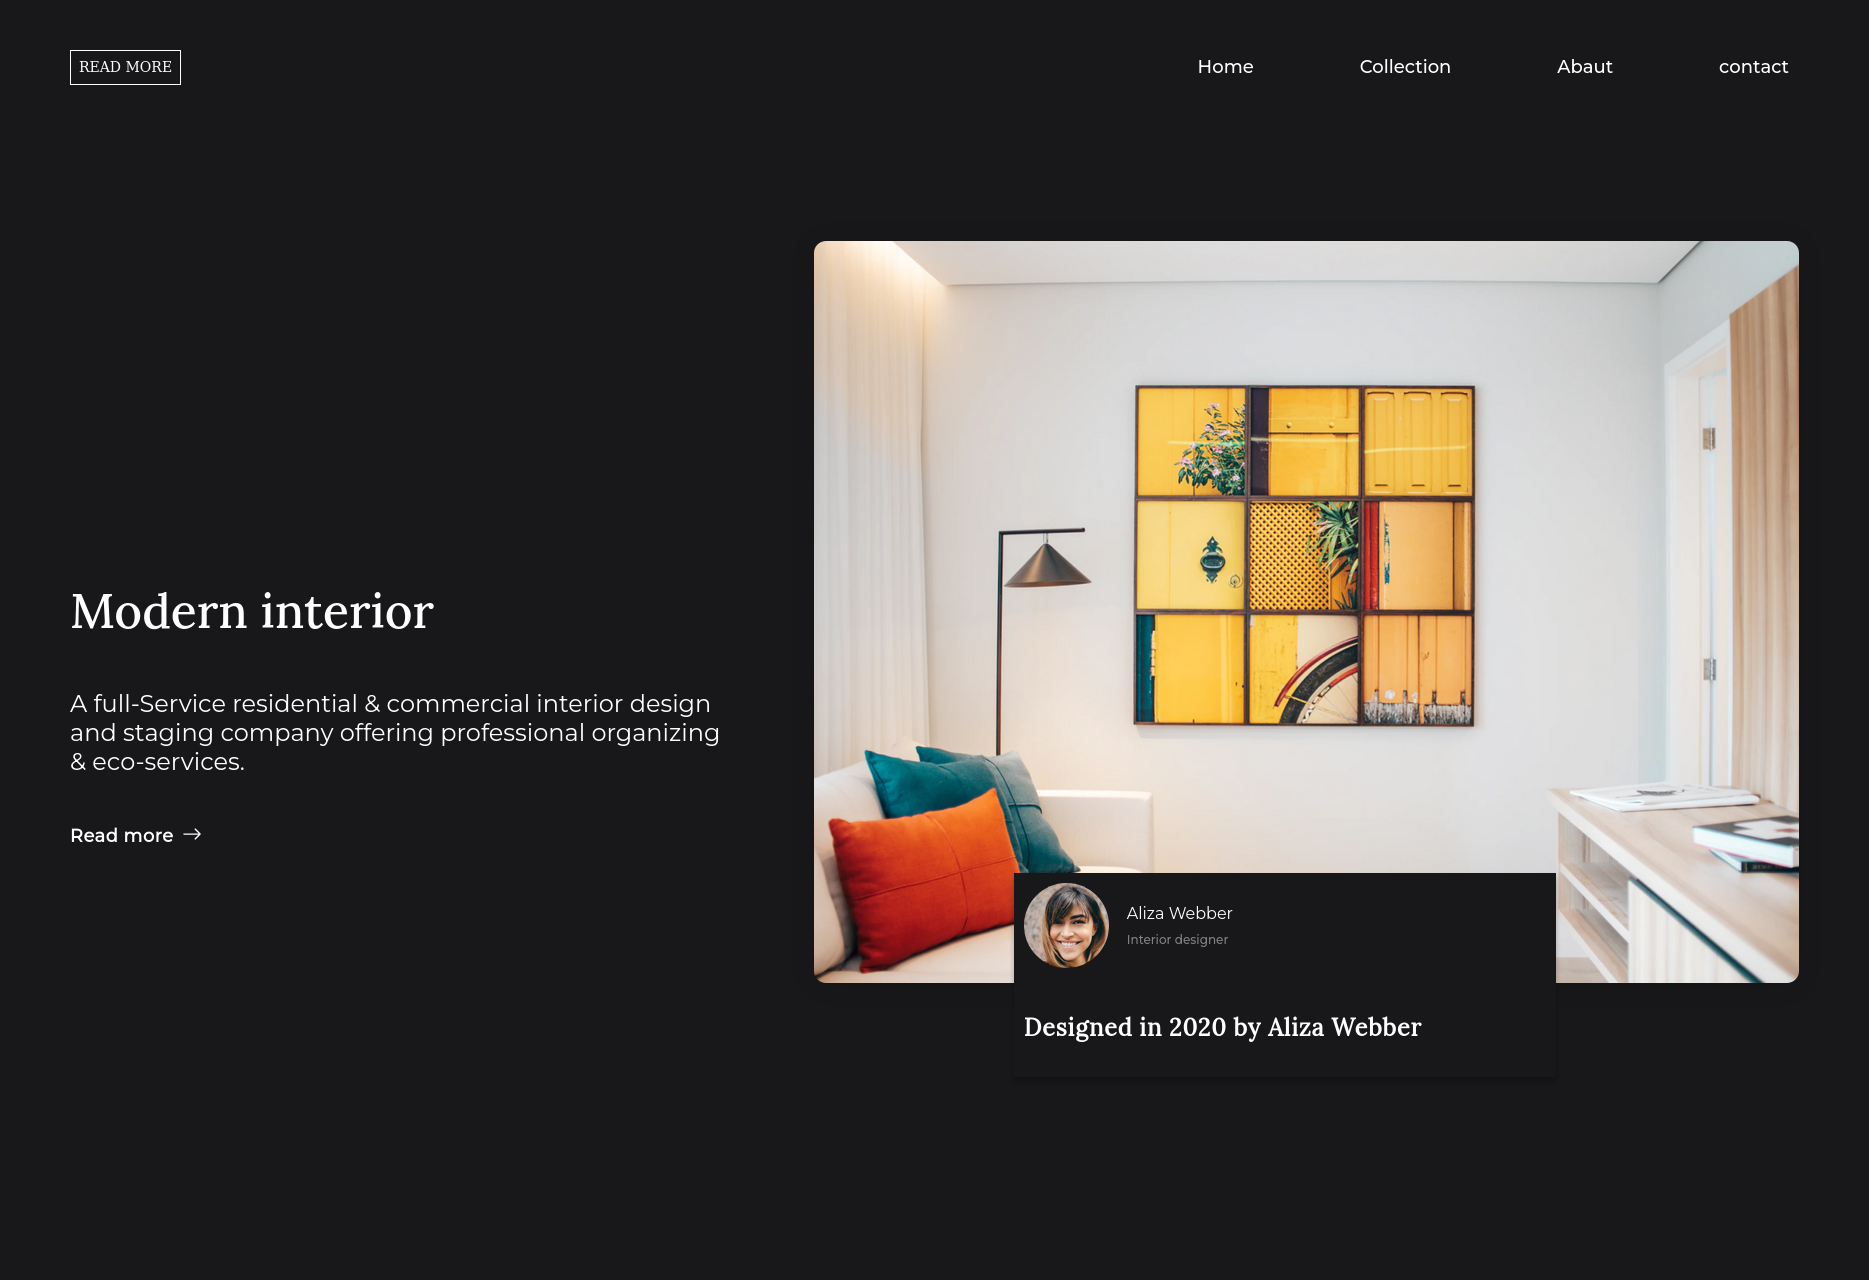 READ MORE
Home
Collection
Abaut
contact
Modern interior
A full-Service residential & commercial interior design
and staging company offering professional organizing
& eco-services.
Read more →
Aliza Webber
Interior designer
Designed in 2020 by Aliza Webber